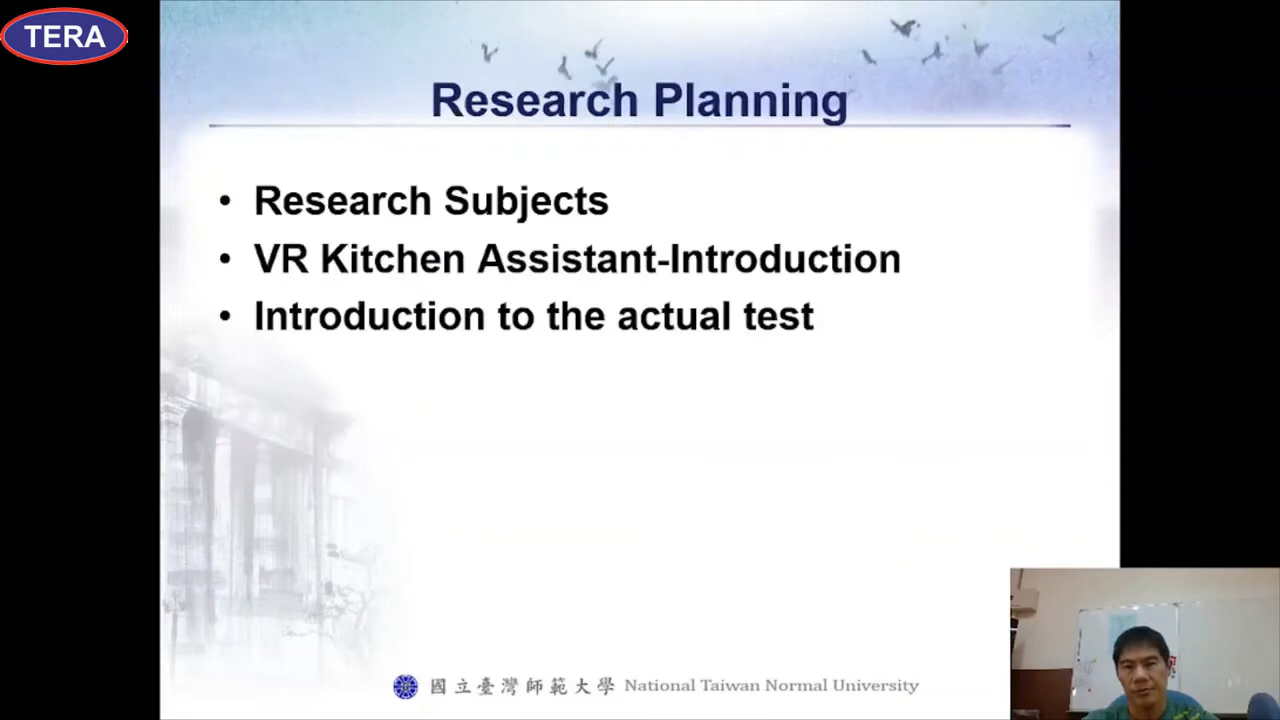 TERA
Research Planning
• Research Subjects
• VR Kitchen Assistant-Introduction
• Introduction to the actual test
國立臺灣師範大學 National Taiwan Normal University